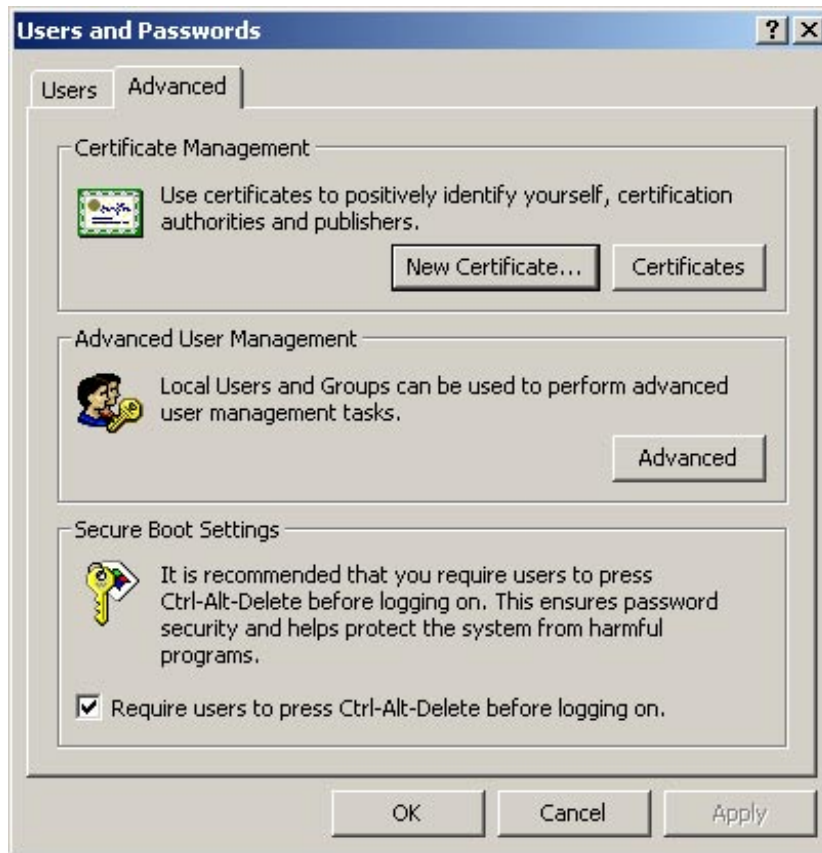 Users and Passwords
Users
Advanced
Certificate Management
Use certificates to positively identify yourself, certification
authorities and publishers.
New Certificate...
Certificates
Advanced User Management
Local Users and Groups can be used to perform advanced
user management tasks.
Advanced
Secure Boot Settings
It is recommended that you require users to press
Ctrl-Alt-Delete before logging on. This ensures password
security and helps protect the system from harmful
programs.
Require users to press Ctrl-Alt-Delete before logging on.
OK
Cancel
Apply